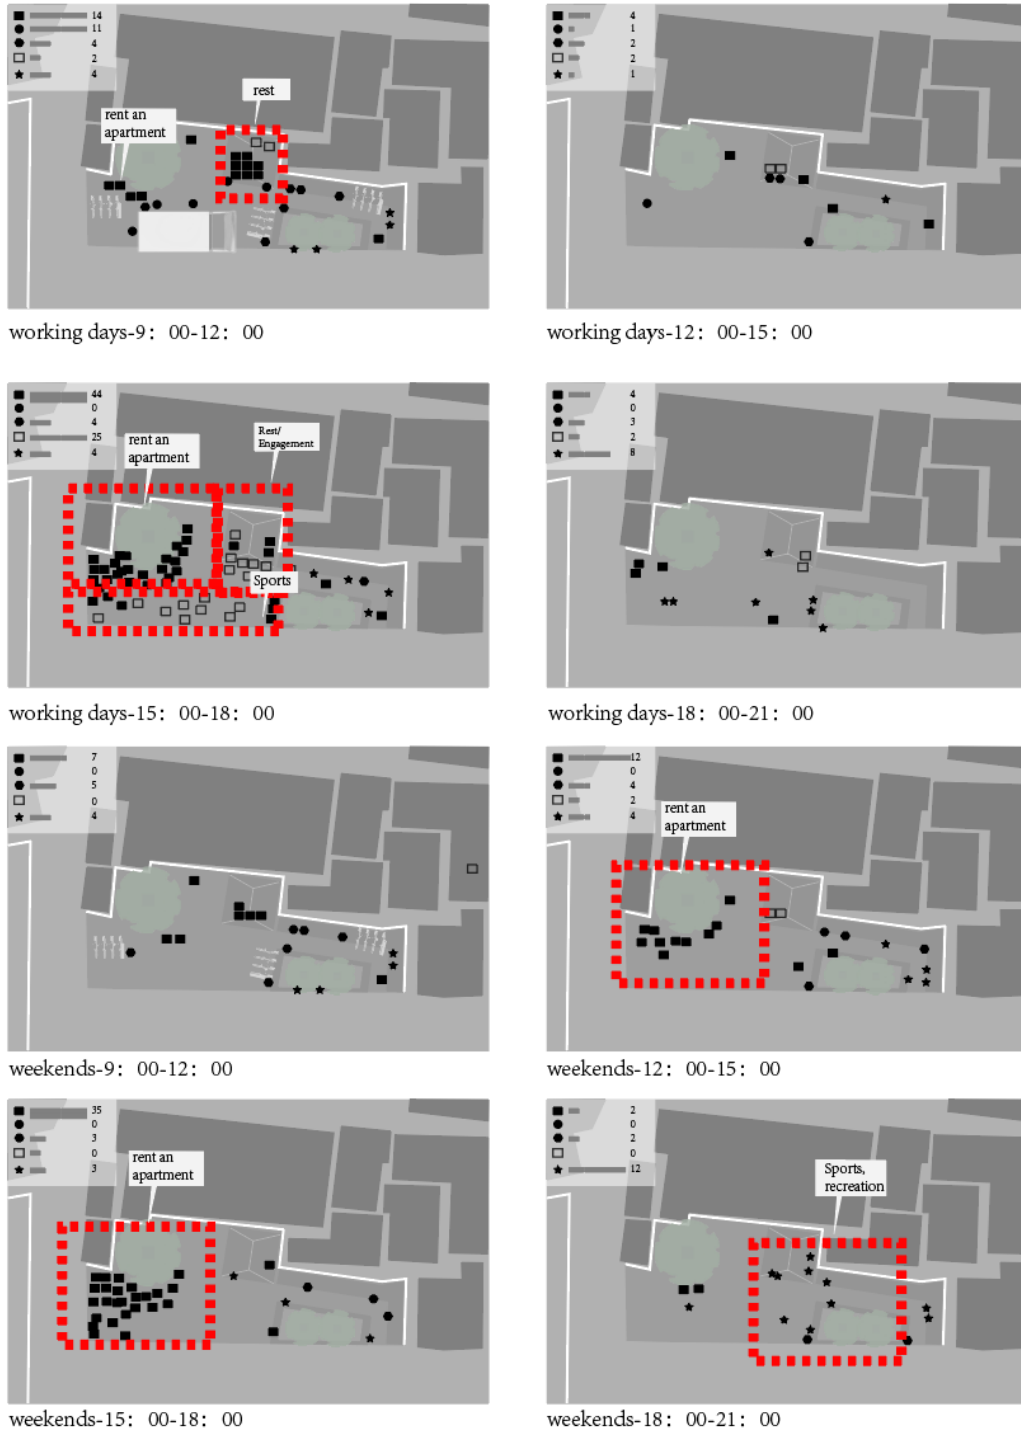 14
11
4
2
4
rest
rent an
apartment
working days-9：00-12：00
4
1
2
2
1
working days-12：00-15：00
44
0
4
25
4
rent an
apartment
Rest/
Engagement
Sports
working days-15：00-18：00
4
0
3
2
8
working days-18：00-21：00
7
0
5
0
4
weekends-9：00-12：00
12
0
4
2
4
rent an
apartment
weekends-12：00-15：00
35
0
3
0
3
rent an
apartment
weekends-15：00-18：00
2
0
2
0
12
Sports,
recreation
weekends-18：00-21：00